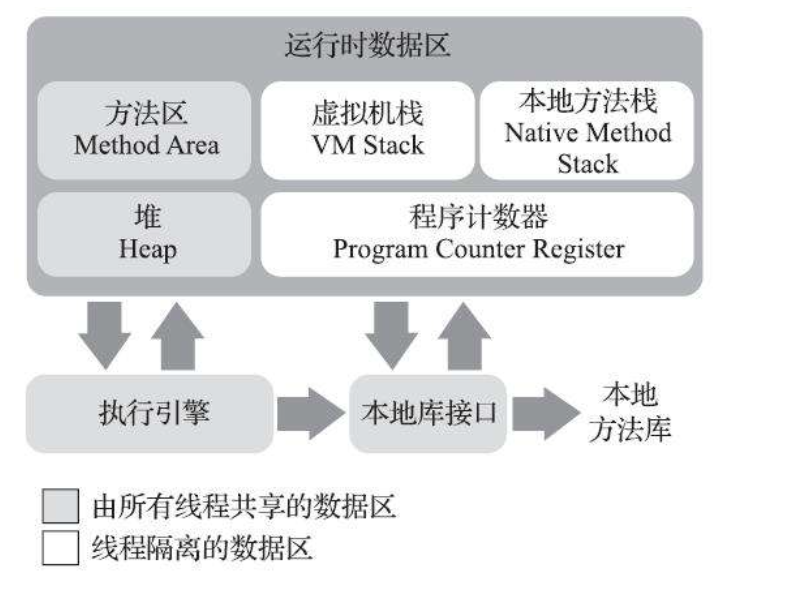 运行时数据区
方法区
Method Area
虚拟机栈
VM Stack
本地方法栈
Native Method
Stack
堆
Heap
程序计数器
Program Counter Register
执行引擎
本地库接口
本地
方法库
由所有线程共享的数据区
线程隔离的数据区